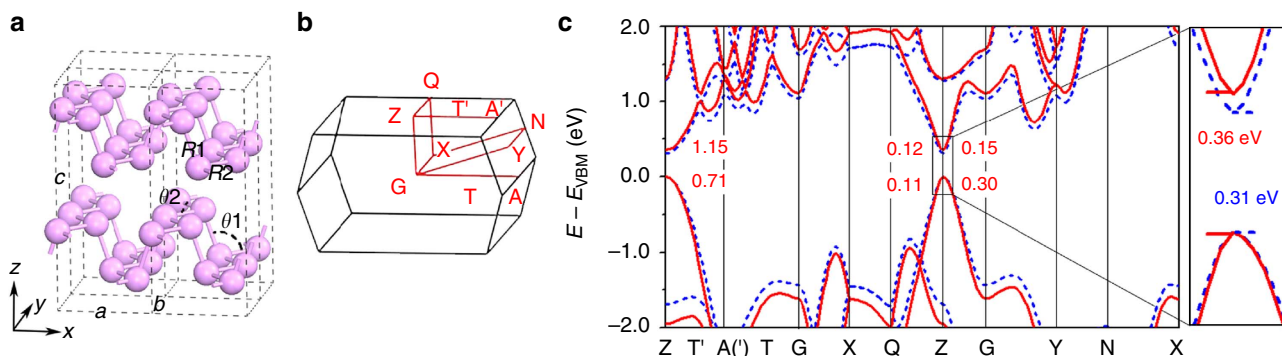 a
R1
R2
c
θ2
θ1
z
y
x
a
b
b
Q
Z
T'
A'
N
X
Y
G
T
A
c
E – E_VBM (eV)
2.0
1.0
0.0
–1.0
–2.0
1.15
0.71
0.12
0.15
0.11
0.30
Z T' A(') T G X Q Z G Y N X
0.36 eV
0.31 eV